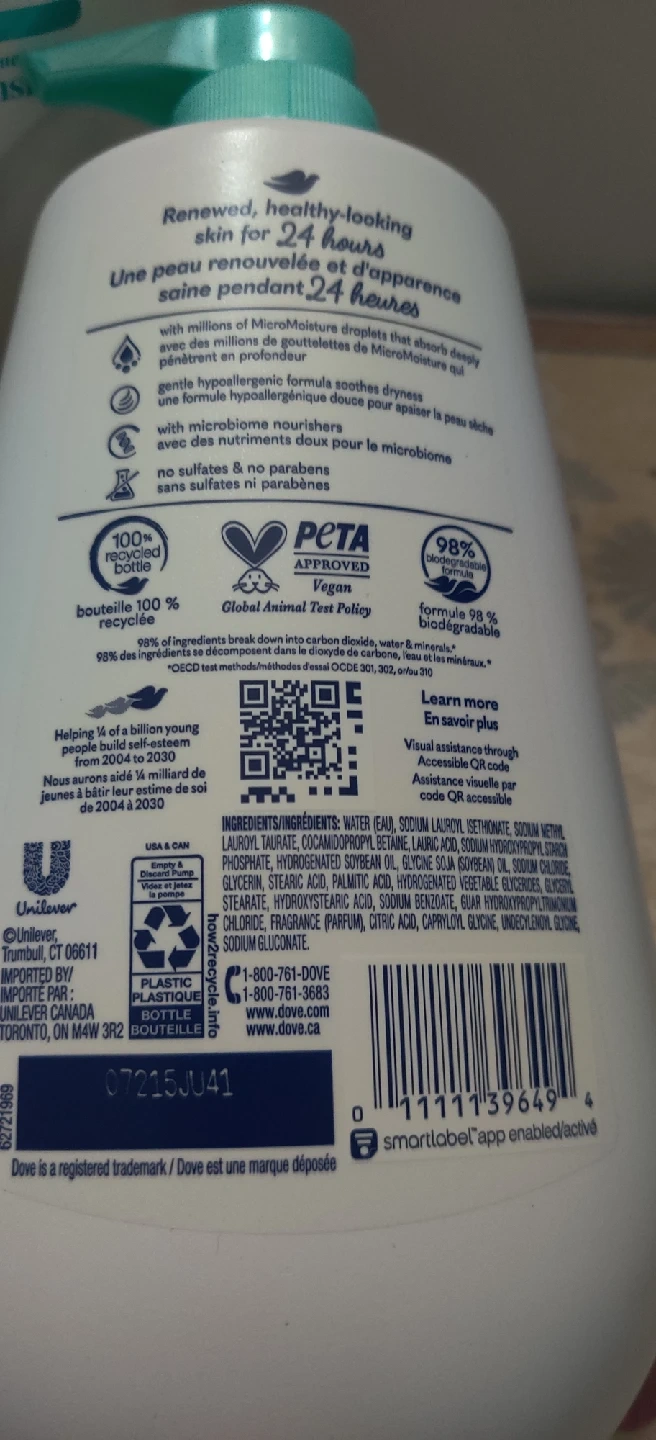 Renewed, healthy-looking
skin for 24 hours
Une peau renouvelée et d'apparence
saine pendant 24 heures
with millions of MicroMoisture droplets that absorb deeply
avec des millions de gouttelettes de MicroMoisture qui
pénètrent en profondeur
gentle hypoallergenic formula soothes dryness
une formule hypoallergénique douce pour apaiser la peau sèche
with microbiome nourishers
avec des nutriments doux pour le microbiome
no sulfates & no parabens
sans sulfates ni parabènes
100%
recycled
bottle
bouteille 100 %
recyclée
PETA
APPROVED
Vegan
Global Animal Test Policy
98%
biodegradable
formula
formule 98 %
biodégradable
98% of ingredients break down into carbon dioxide, water & minerals.*
98% des ingrédients se décomposent dans le dioxyde de carbone, l'eau et les minéraux.*
*OECD test methods/méthodes d'essai OCDE 301, 302, or/ou 310
Helping ¼ of a billion young
people build self-esteem
from 2004 to 2030
Nous aurons aidé ¼ milliard de
jeunes à bâtir leur estime de soi
de 2004 à 2030
Learn more
En savoir plus
Visual assistance through
Accessible QR code
Assistance visuelle par
code QR accessible
INGREDIENTS/INGRÉDIENTS: WATER (EAU), SODIUM LAUROYL ISETHIONATE, SODIUM METHYL
LAUROYL TAURATE, COCAMIDOPROPYL BETAINE, LAURIC ACID, SODIUM HYDROXYPROPYL STARCH
PHOSPHATE, HYDROGENATED SOYBEAN OIL, GLYCINE SOJA (SOYBEAN) OIL, SODIUM CHLORIDE,
GLYCERIN, STEARIC ACID, PALMITIC ACID, HYDROGENATED VEGETABLE GLYCERIDES, GLYCERYL
STEARATE, HYDROXYSTEARIC ACID, SODIUM BENZOATE, GUAR HYDROXYPROPYLTRIMONIUM
CHLORIDE, FRAGRANCE (PARFUM), CITRIC ACID, CAPRYLOYL GLYCINE, UNDECYLENOYL GLYCINE,
SODIUM GLUCONATE.
Unilever
©Unilever,
Trumbull, CT 06611
IMPORTED BY/
IMPORTÉ PAR :
UNILEVER CANADA
TORONTO, ON M4W 3R2
USA & CAN
Empty &
Discard Pump
Videz et jetez
la pompe
PLASTIC
PLASTIQUE
BOTTLE
BOUTEILLE
how2recycle.info
1-800-761-DOVE
1-800-761-3683
www.dove.com
www.dove.ca
07215JU41
62721969
0 11111 39649 4
smartlabel™ app enabled/activé
Dove is a registered trademark / Dove est une marque déposée